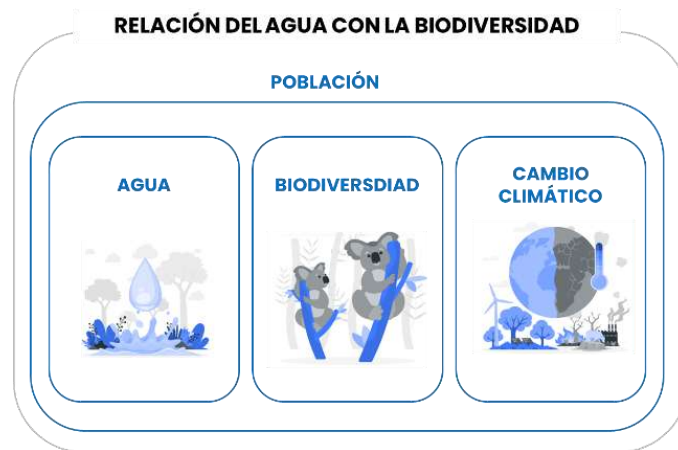 RELACIÓN DEL AGUA CON LA BIODIVERSIDAD
POBLACIÓN
AGUA
BIODIVERSDIAD
CAMBIO
CLIMÁTICO